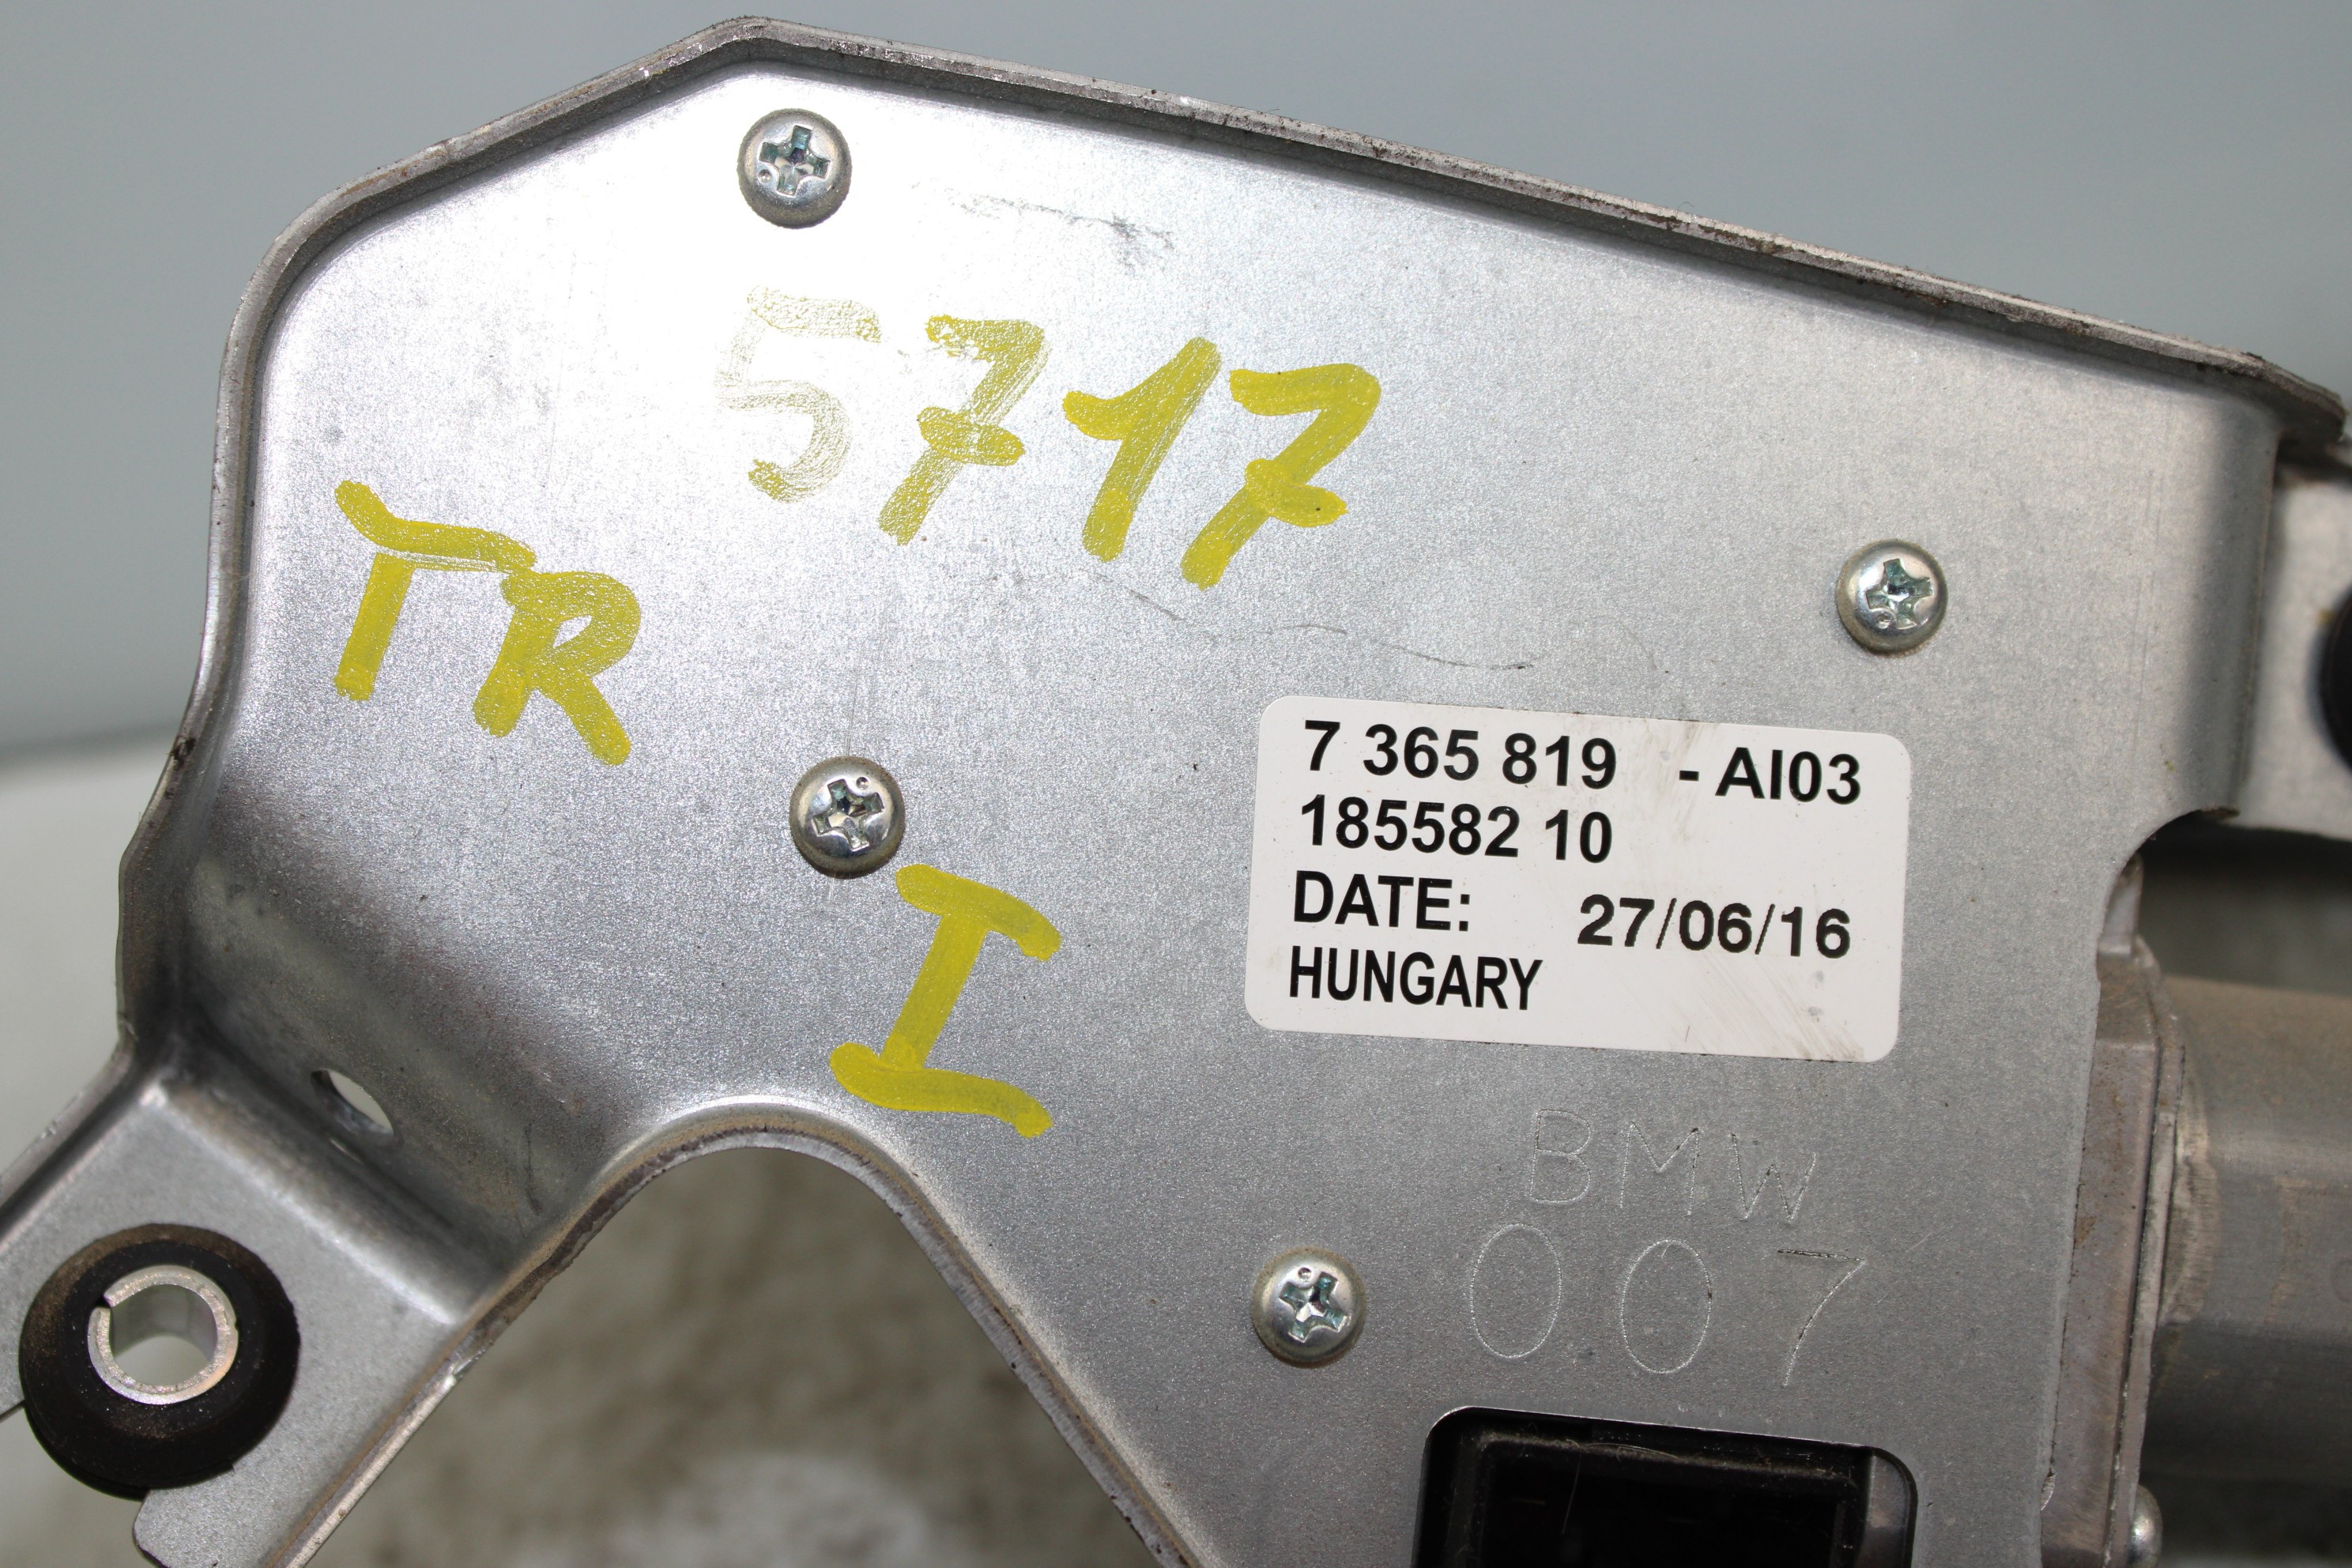 5717
TR
7 365 819 - AI03
185582 10
DATE: 27/06/16
HUNGARY
I
BMW
007